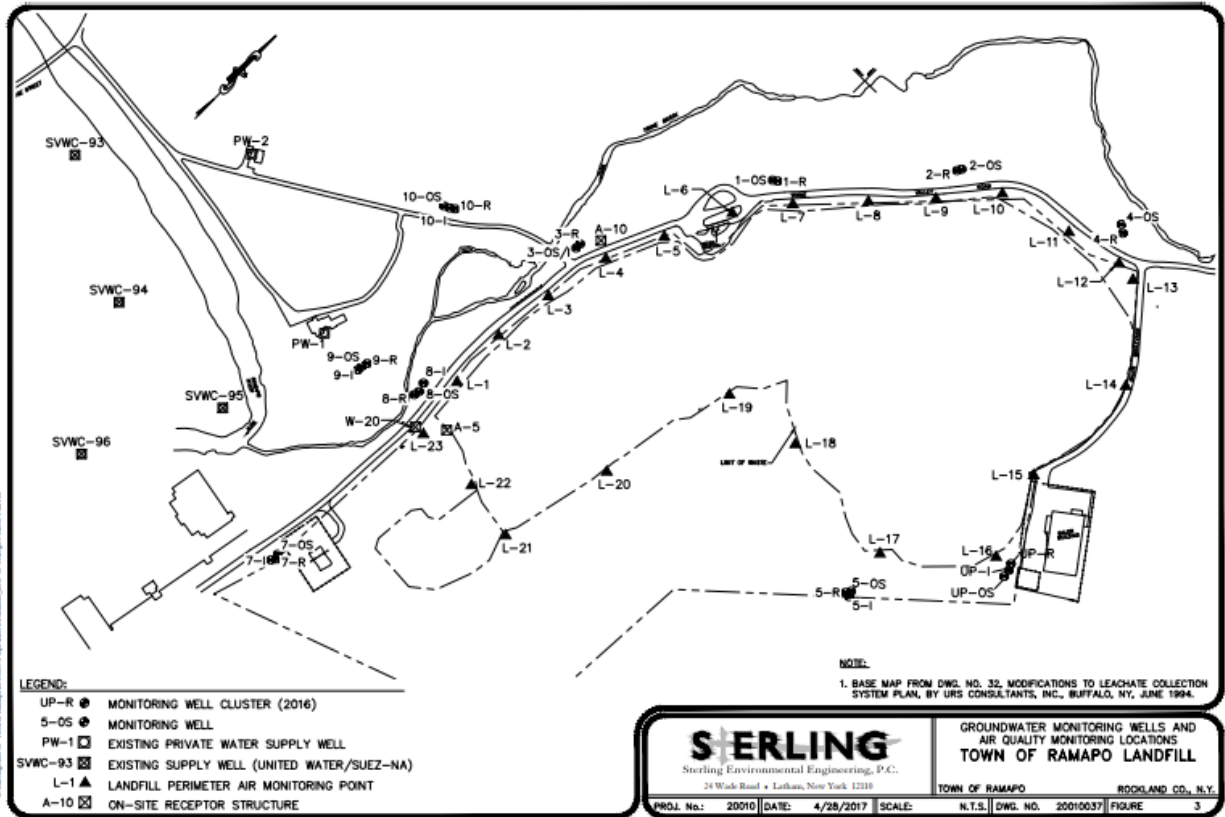 SVWC-93
PW-2
SVWC-94
PW-1
SVWC-95
SVWC-96
10-OS
10-R
10-I
9-OS
9-R
9-I
8-I
8-R
8-OS
W-20
A-5
L-23
L-22
L-21
L-20
L-19
L-18
LIMIT OF WASTE
L-17
L-16
L-15
L-14
L-13
L-12
L-11
L-10
L-9
L-8
L-7
L-6
L-5
L-4
L-3
L-2
L-1
3-R
3-OS/I
A-10
1-OS
1-R
2-R
2-OS
4-OS
4-R
7-OS
7-I
7-R
5-OS
5-R
5-I
UP-R
UP-I
UP-OS
LEGEND:
UP-R MONITORING WELL CLUSTER (2016)
5-OS MONITORING WELL
PW-1 EXISTING PRIVATE WATER SUPPLY WELL
SVWC-93 EXISTING SUPPLY WELL (UNITED WATER/SUEZ-NA)
L-1 LANDFILL PERIMETER AIR MONITORING POINT
A-10 ON-SITE RECEPTOR STRUCTURE
NOTE:
1. BASE MAP FROM DWG. NO. 32, MODIFICATIONS TO LEACHATE COLLECTION
SYSTEM PLAN, BY URS CONSULTANTS, INC., BUFFALO, NY, JUNE 1994.
STERLING
Sterling Environmental Engineering, P.C.
24 Wade Road • Latham, New York 12110
GROUNDWATER MONITORING WELLS AND
AIR QUALITY MONITORING LOCATIONS
TOWN OF RAMAPO LANDFILL
TOWN OF RAMAPO ROCKLAND CO., N.Y.
PROJ. No.: 20010 DATE: 4/28/2017 SCALE: N.T.S. DWG. NO. 20010037 FIGURE 3